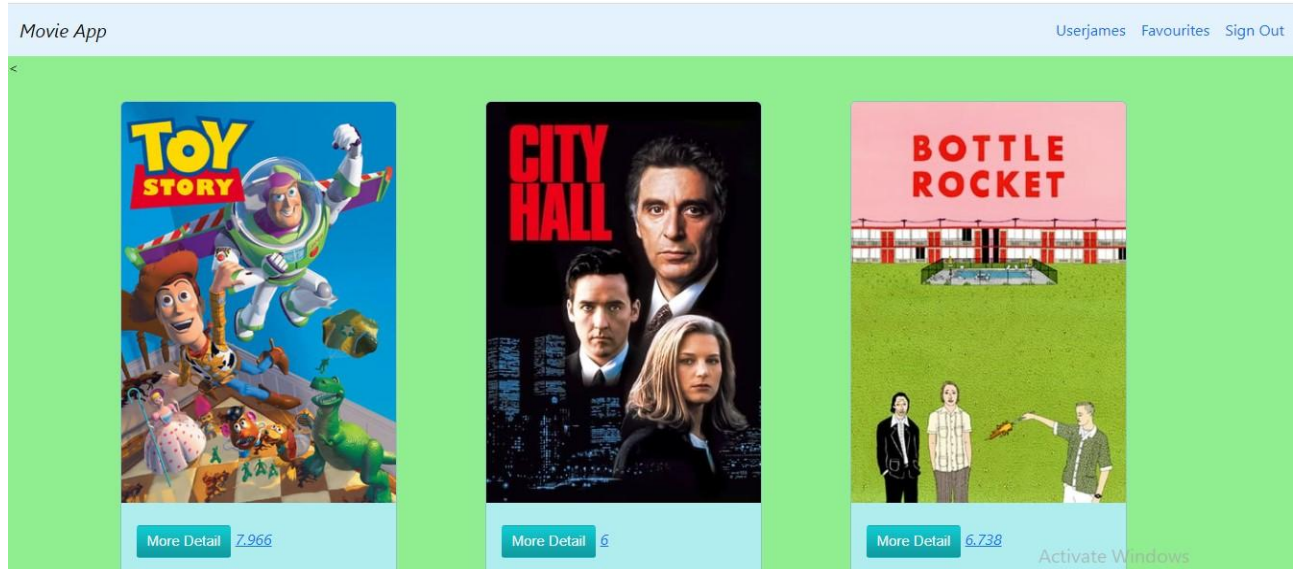 Movie App
Userjames Favourites Sign Out
<
TOY
STORY
CITY
HALL
BOTTLE
ROCKET
More Detail 7.966
More Detail 6
More Detail 6.738
Activate Windows